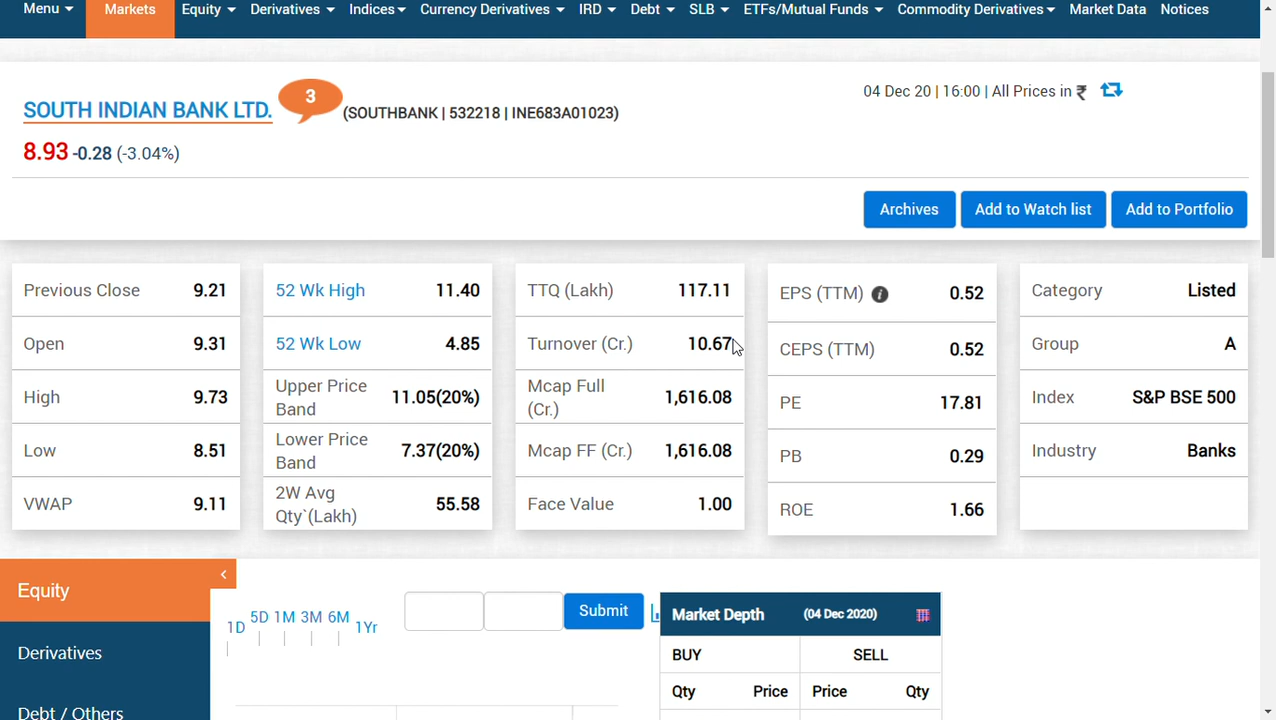 Menu Markets Equity Derivatives Indices Currency Derivatives IRD Debt SLB ETFs/Mutual Funds Commodity Derivatives Market Data Notices
SOUTH INDIAN BANK LTD. 3 (SOUTHBANK | 532218 | INE683A01023)
04 Dec 20 | 16:00 | All Prices in ₹
8.93 -0.28 (-3.04%)
Archives Add to Watch list Add to Portfolio
Previous Close 9.21
Open 9.31
High 9.73
Low 8.51
VWAP 9.11
52 Wk High 11.40
52 Wk Low 4.85
Upper Price
Band 11.05(20%)
Lower Price
Band 7.37(20%)
2W Avg
Qty`(Lakh) 55.58
TTQ (Lakh) 117.11
Turnover (Cr.) 10.67
Mcap Full
(Cr.) 1,616.08
Mcap FF (Cr.) 1,616.08
Face Value 1.00
EPS (TTM) i 0.52
CEPS (TTM) 0.52
PE 17.81
PB 0.29
ROE 1.66
Category Listed
Group A
Index S&P BSE 500
Industry Banks
Equity
Derivatives
Debt / Others
1D 5D 1M 3M 6M 1Yr
Submit
Market Depth (04 Dec 2020)
BUY SELL
Qty Price Price Qty